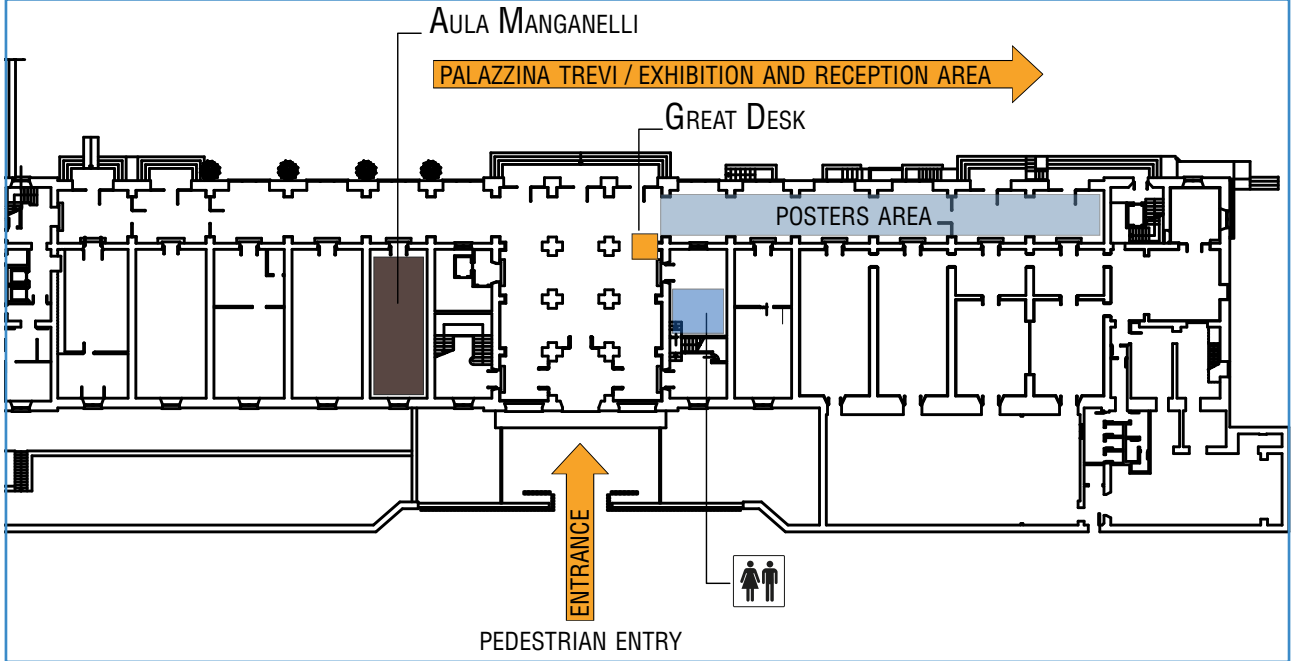 AULA MANGANELLI
PALAZZINA TREVI / EXHIBITION AND RECEPTION AREA
GREAT DESK
POSTERS AREA
ENTRANCE
PEDESTRIAN ENTRY